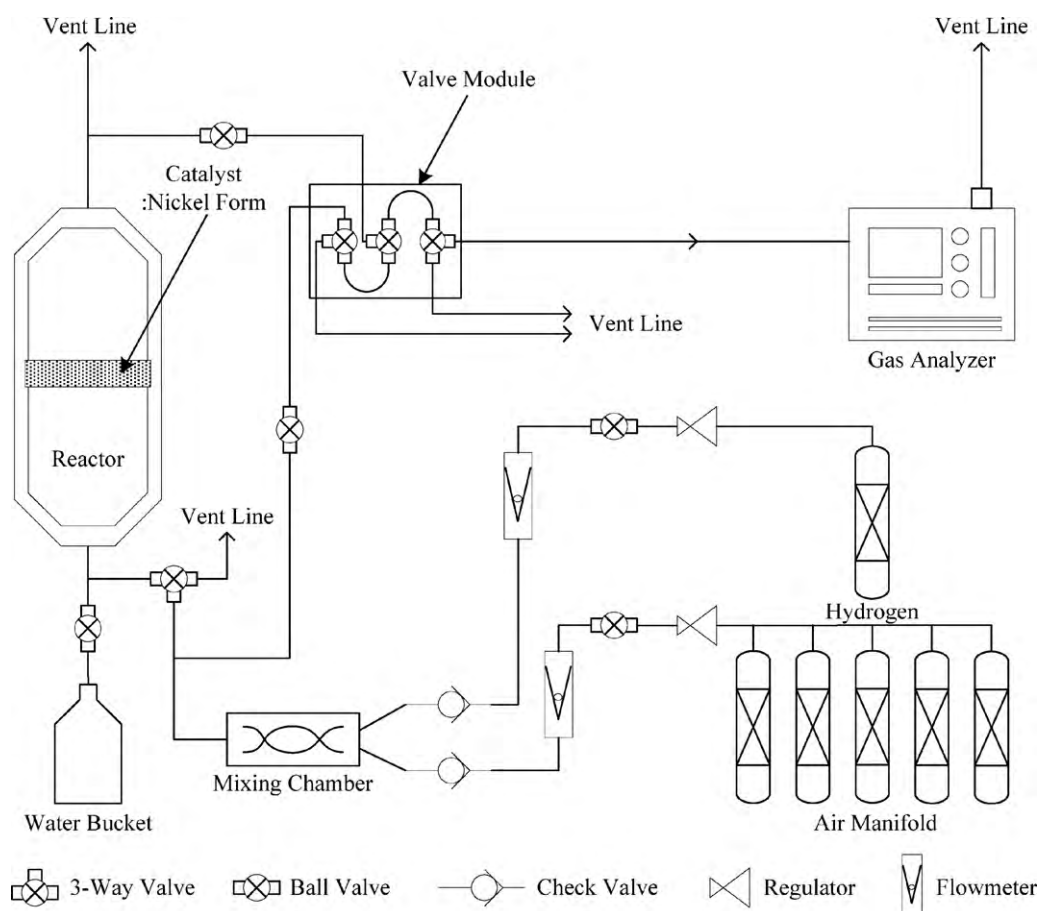 Vent Line
Vent Line
Valve Module
Catalyst
:Nickel Form
Vent Line
Gas Analyzer
Reactor
Vent Line
Hydrogen
Mixing Chamber
Water Bucket
Air Manifold
3-Way Valve
Ball Valve
Check Valve
Regulator
Flowmeter